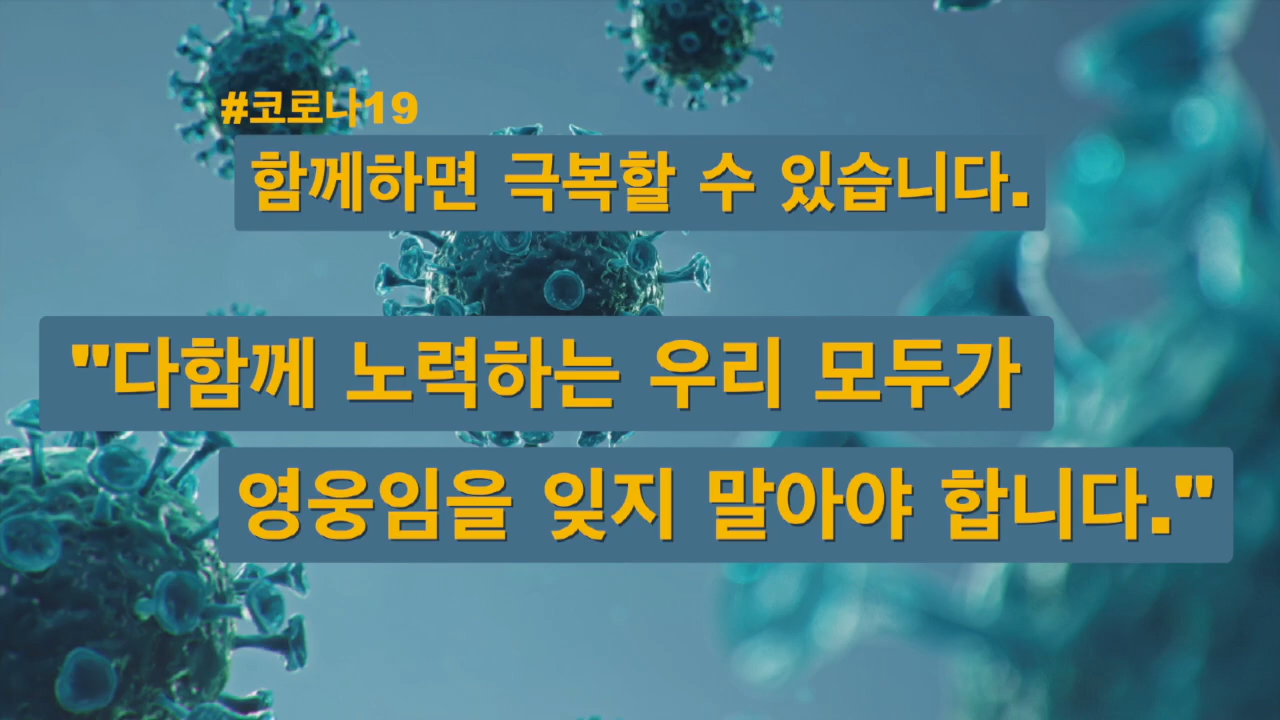 #코로나19
함께하면 극복할 수 있습니다.
"다함께 노력하는 우리 모두가
영웅임을 잊지 말아야 합니다."